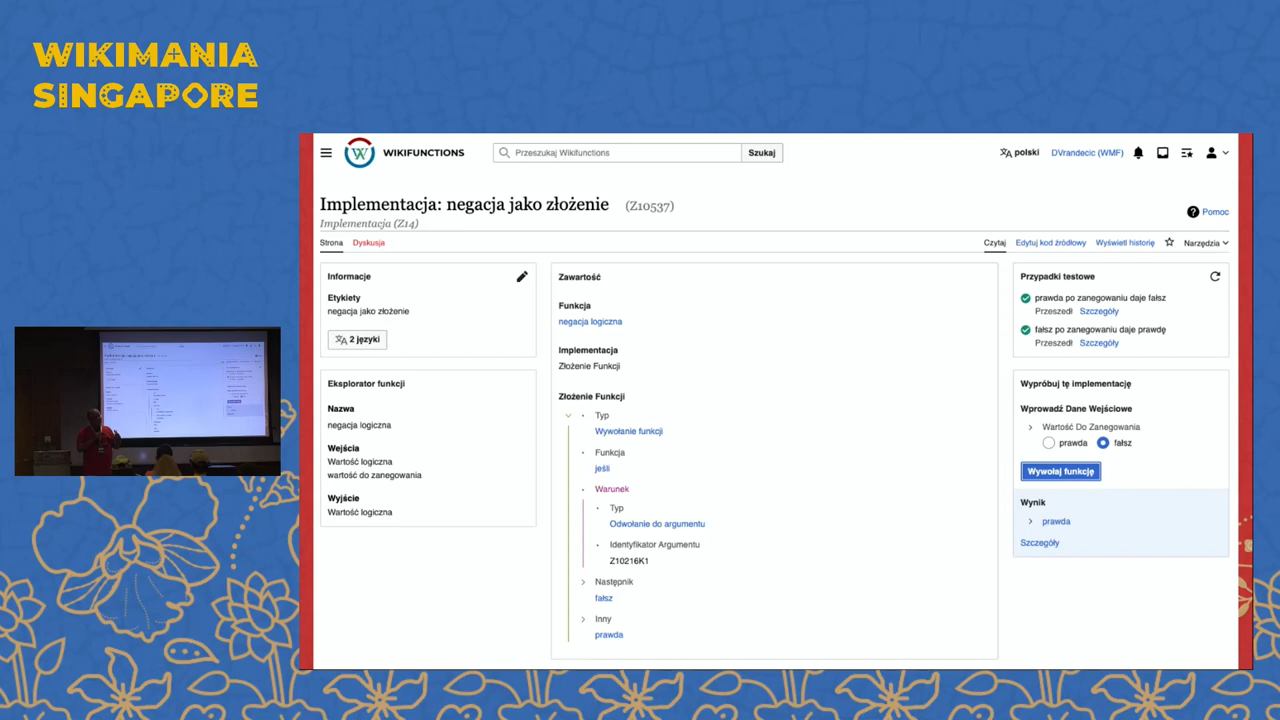 WIKIMANIA
SINGAPORE
WIKIFUNCTIONS
Przeszukaj Wikifunctions
Szukaj
polski
DVrandecic (WMF)
Implementacja: negacja jako złożenie (Z10537)
Implementacja (Z14)
Pomoc
Strona Dyskusja
Czytaj Edytuj kod źródłowy Wyświetl historię Narzędzia
Informacje
Etykiety
negacja jako złożenie
2 języki
Eksplorator funkcji
Nazwa
negacja logiczna
Wejścia
Wartość logiczna
wartość do zanegowania
Wyjście
Wartość logiczna
Zawartość
Funkcja
negacja logiczna
Implementacja
Złożenie Funkcji
Złożenie Funkcji
Typ
Wywołanie funkcji
Funkcja
jeśli
Warunek
Typ
Odwołanie do argumentu
Identyfikator Argumentu
Z10216K1
Następnik
fałsz
Inny
prawda
Przypadki testowe
prawda po zanegowaniu daje fałsz
Przeszedł Szczegóły
fałsz po zanegowaniu daje prawdę
Przeszedł Szczegóły
Wypróbuj tę implementację
Wprowadź Dane Wejściowe
Wartość Do Zanegowania
prawda fałsz
Wywołaj funkcję
Wynik
prawda
Szczegóły